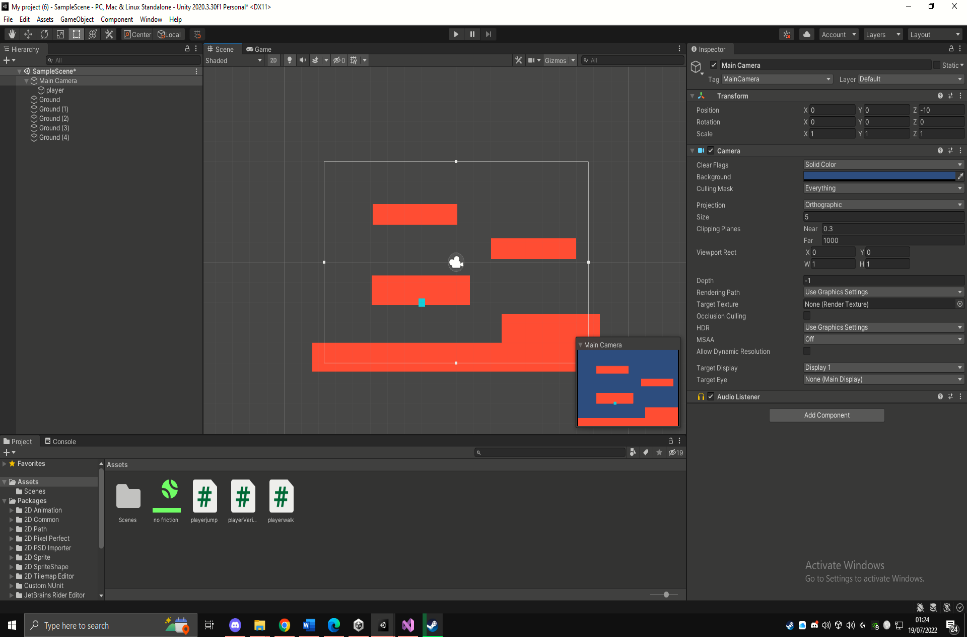 My project (6) - SampleScene - PC, Mac & Linux Standalone - Unity 2020.3.30f1 Personal* <DX11>
File Edit Assets GameObject Component Window Help
Center Local Account Layers Layout
Hierarchy
All
SampleScene*
Main Camera
player
Ground
Ground (1)
Ground (2)
Ground (3)
Ground (4)
Scene Game
Shaded 2D 0 Gizmos All
Main Camera
Inspector
Main Camera Static
Tag MainCamera Layer Default
Transform
Position X 0 Y 0 Z -10
Rotation X 0 Y 0 Z 0
Scale X 1 Y 1 Z 1
Camera
Clear Flags Solid Color
Background
Culling Mask Everything
Projection Orthographic
Size 5
Clipping Planes Near 0.3
Far 1000
Viewport Rect X 0 Y 0
W 1 H 1
Depth -1
Rendering Path Use Graphics Settings
Target Texture None (Render Texture)
Occlusion Culling
HDR Use Graphics Settings
MSAA Off
Allow Dynamic Resolution
Target Display Display 1
Target Eye None (Main Display)
Audio Listener
Add Component
Project Console
19
Favorites
Assets
Scenes
Packages
2D Animation
2D Common
2D Path
2D Pixel Perfect
2D PSD Importer
2D Sprite
2D SpriteShape
2D Tilemap Editor
Custom NUnit
JetBrains Rider Editor
Assets
Scenes no friction playerjump playervari... playerwalk
Activate Windows
Go to Settings to activate Windows.
Type here to search
01:24
19/07/2022
24